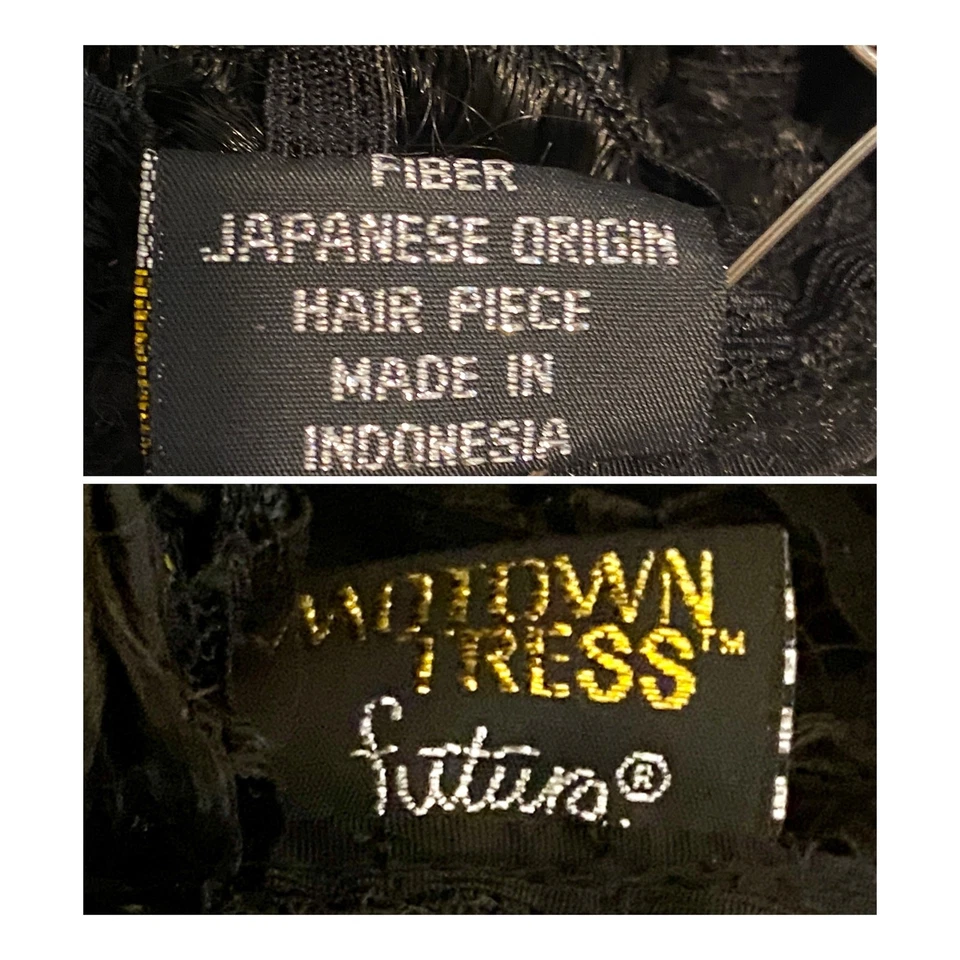 FIBER
JAPANESE ORIGIN
HAIR PIECE
MADE IN
INDONESIA
MOTOWN
TRESS™
futura®